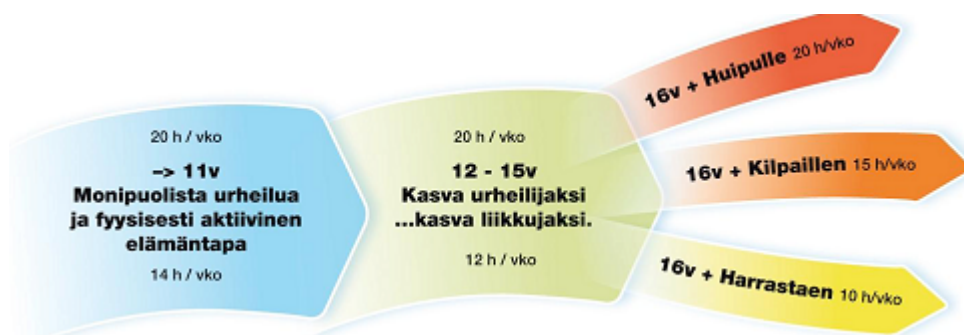 20 h / vko
–> 11v
Monipuolista urheilua
ja fyysisesti aktiivinen
elämäntapa
14 h / vko
20 h / vko
12 - 15v
Kasva urheilijaksi
...kasva liikkujaksi.
12 h / vko
16v + Huipulle 20 h/vko
16v + Kilpaillen 15 h/vko
16v + Harrastaen 10 h/vko